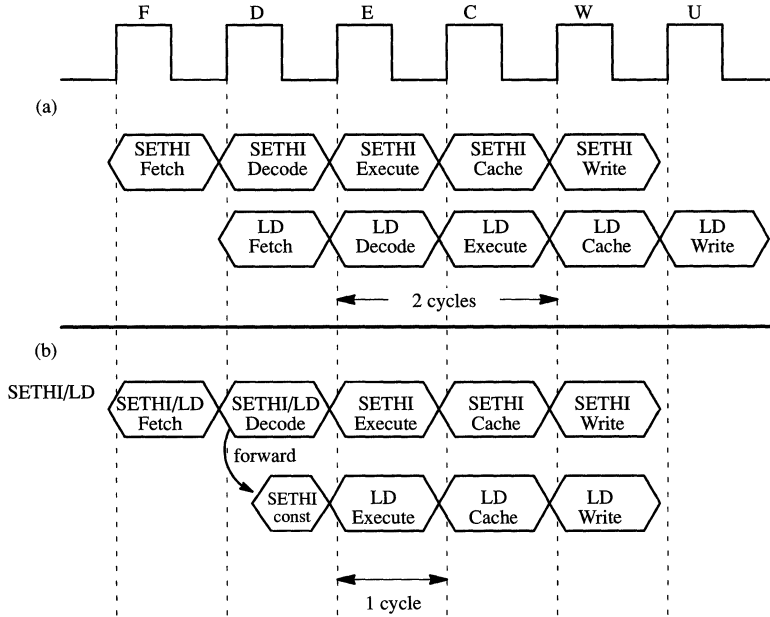 F D E C W U
(a)
SETHI SETHI SETHI SETHI SETHI
Fetch Decode Execute Cache Write
LD LD LD LD LD
Fetch Decode Execute Cache Write
2 cycles
(b)
SETHI/LD
SETHI/LD SETHI/LD SETHI SETHI SETHI
Fetch Decode Execute Cache Write
forward
SETHI LD LD LD
const Execute Cache Write
1 cycle